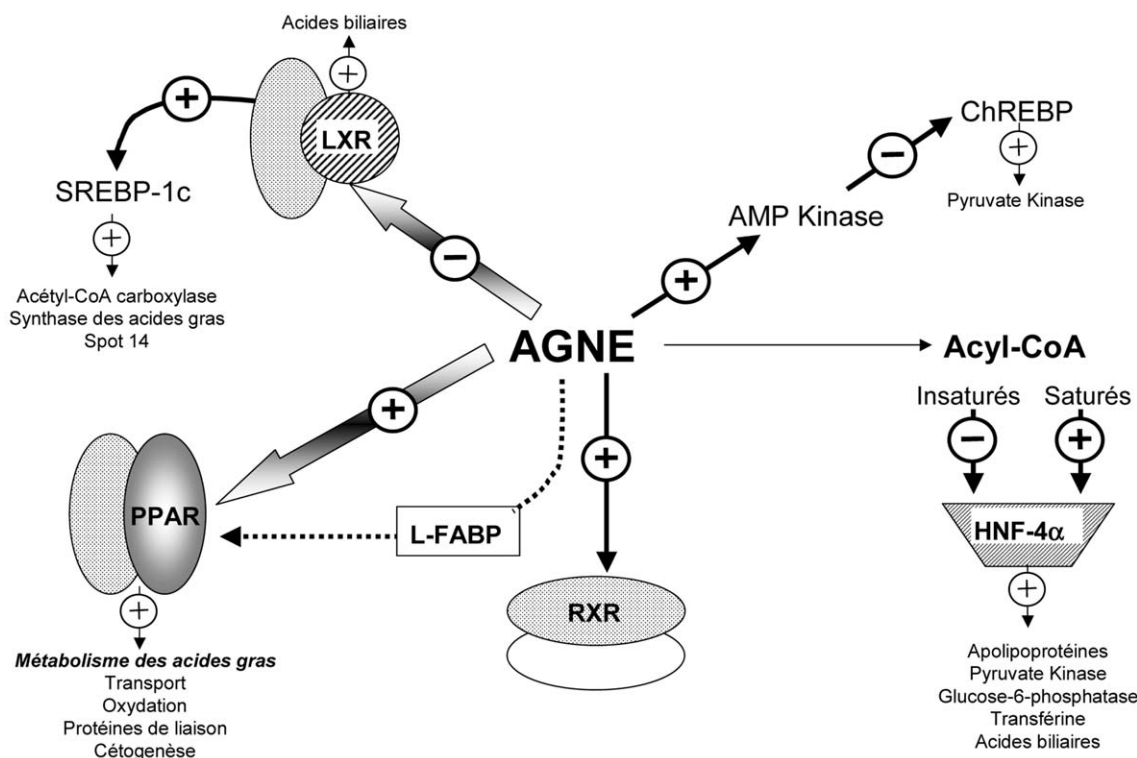 Acides biliaires
+
+
LXR
SREBP-1c
+
Acétyl-CoA carboxylase
Synthase des acides gras
Spot 14
−
ChREBP
−
+
Pyruvate Kinase
AMP Kinase
+
AGNE
Acyl-CoA
Insaturés Saturés
− +
HNF-4α
+
Apolipoprotéines
Pyruvate Kinase
Glucose-6-phosphatase
Transférine
Acides biliaires
+
PPAR
L-FABP
+
RXR
+
Métabolisme des acides gras
Transport
Oxydation
Protéines de liaison
Cétogenèse